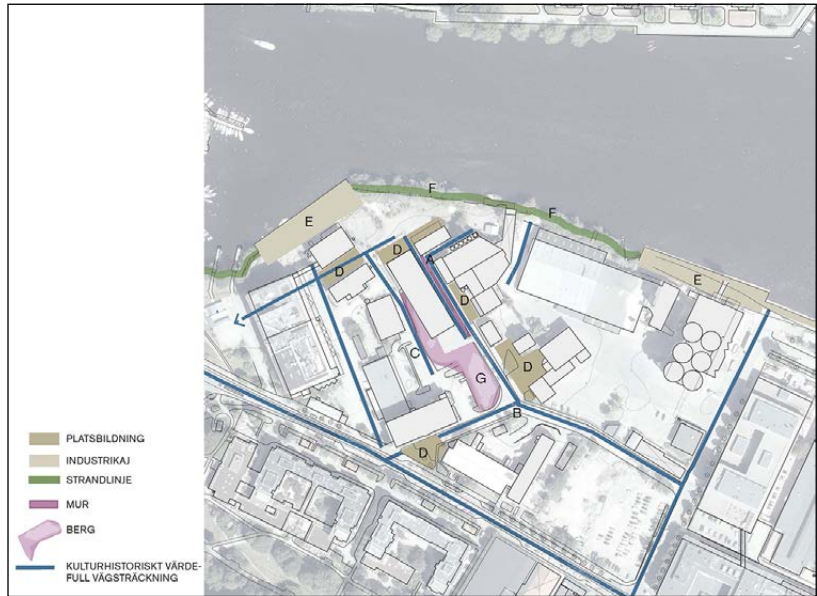 F
F
E
E
D
D
A
D
D
C
G
B
D
PLATSBILDNING
INDUSTRIKAJ
STRANDLINJE
MUR
BERG
KULTURHISTORISKT VÄRDE-
FULL VÄGSTRÄCKNING